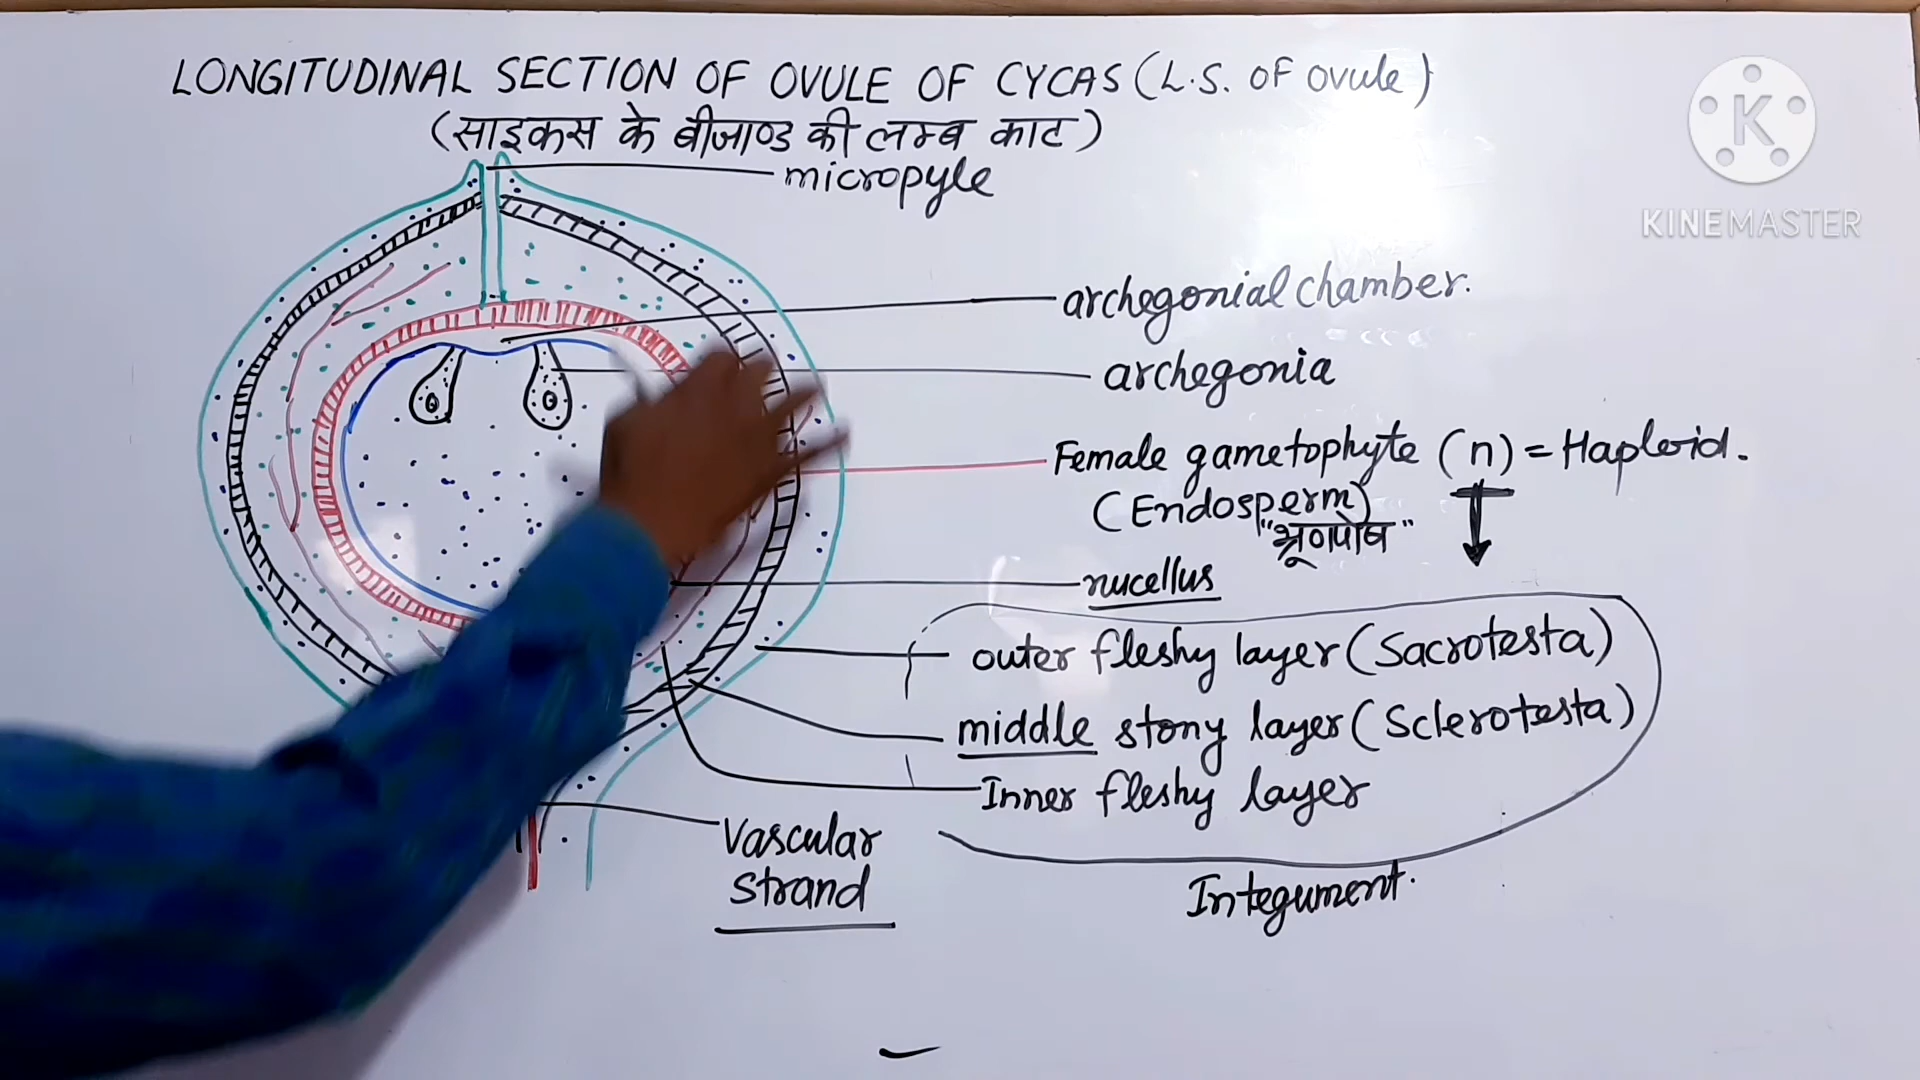 LONGITUDINAL SECTION OF OVULE OF CYCAS (L.S. OF OVULE)
(साइकस के बीजाण्ड की लम्ब काट)
micropyle
K
KINEMASTER
archegonial chamber.
archegonia
Female gametophyte (n) = Haploid.
(Endosperm)
"भ्रूणपोष"
nucellus
outer fleshy layer (Sacrotesta)
middle stony layer (Sclerotesta)
Inner fleshy layer
Vascular
strand
Integument.